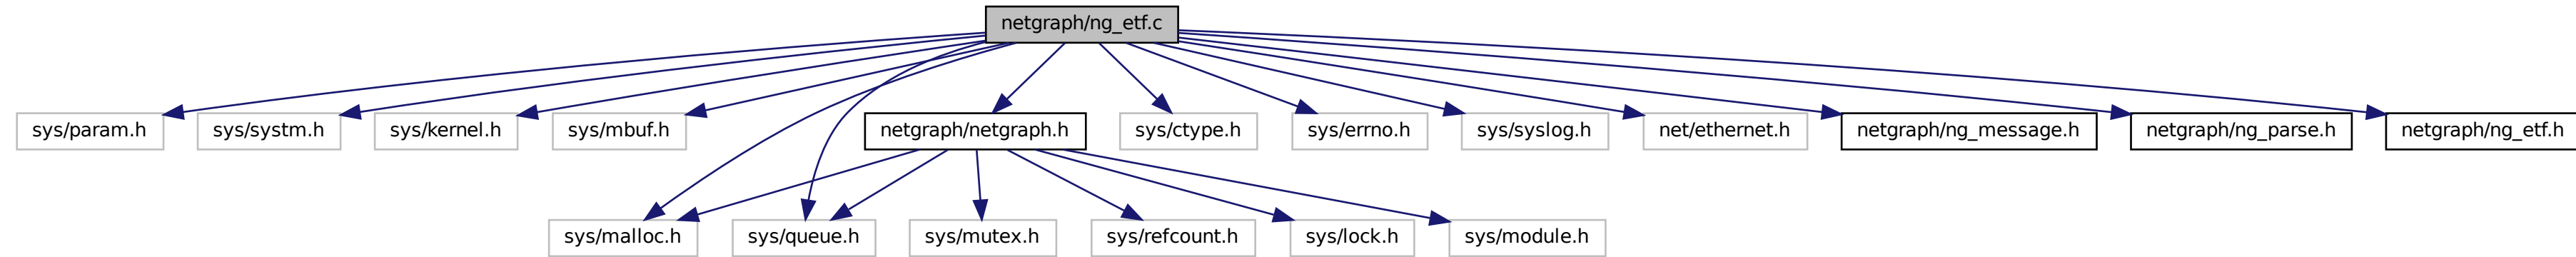 netgraph/ng_etf.c
sys/param.h
sys/systm.h
sys/kernel.h
sys/mbuf.h
netgraph/netgraph.h
sys/ctype.h
sys/errno.h
sys/syslog.h
net/ethernet.h
netgraph/ng_message.h
netgraph/ng_parse.h
netgraph/ng_etf.h
sys/malloc.h
sys/queue.h
sys/mutex.h
sys/refcount.h
sys/lock.h
sys/module.h